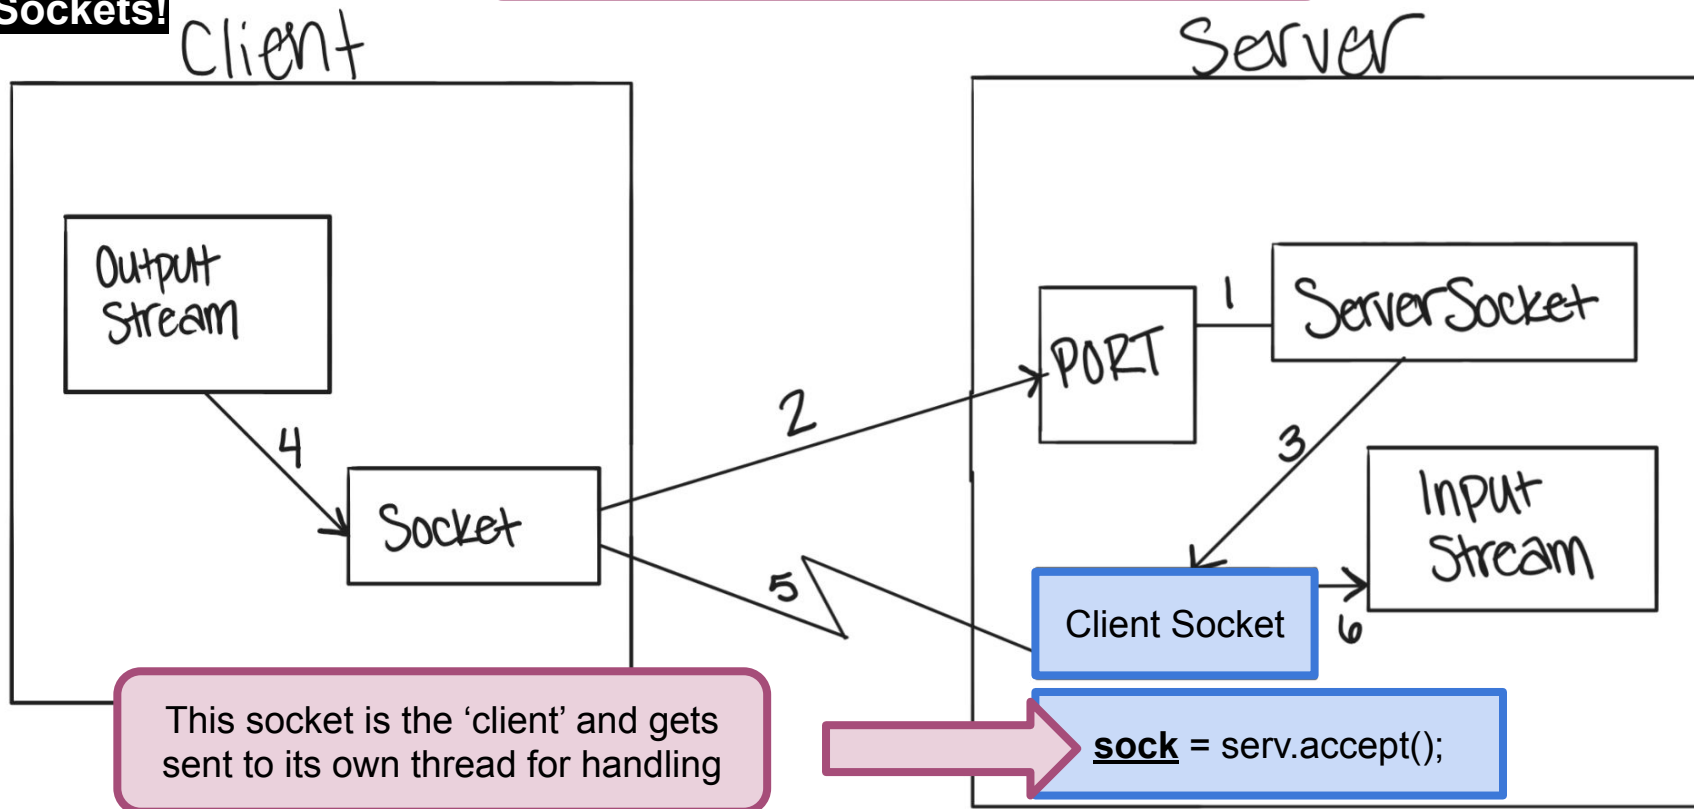 Sockets!
Client
Server
Output
Stream
4
Socket
2
5
PORT
1
ServerSocket
3
Input
Stream
Client Socket
6
This socket is the ‘client’ and gets
sent to its own thread for handling
sock = serv.accept();